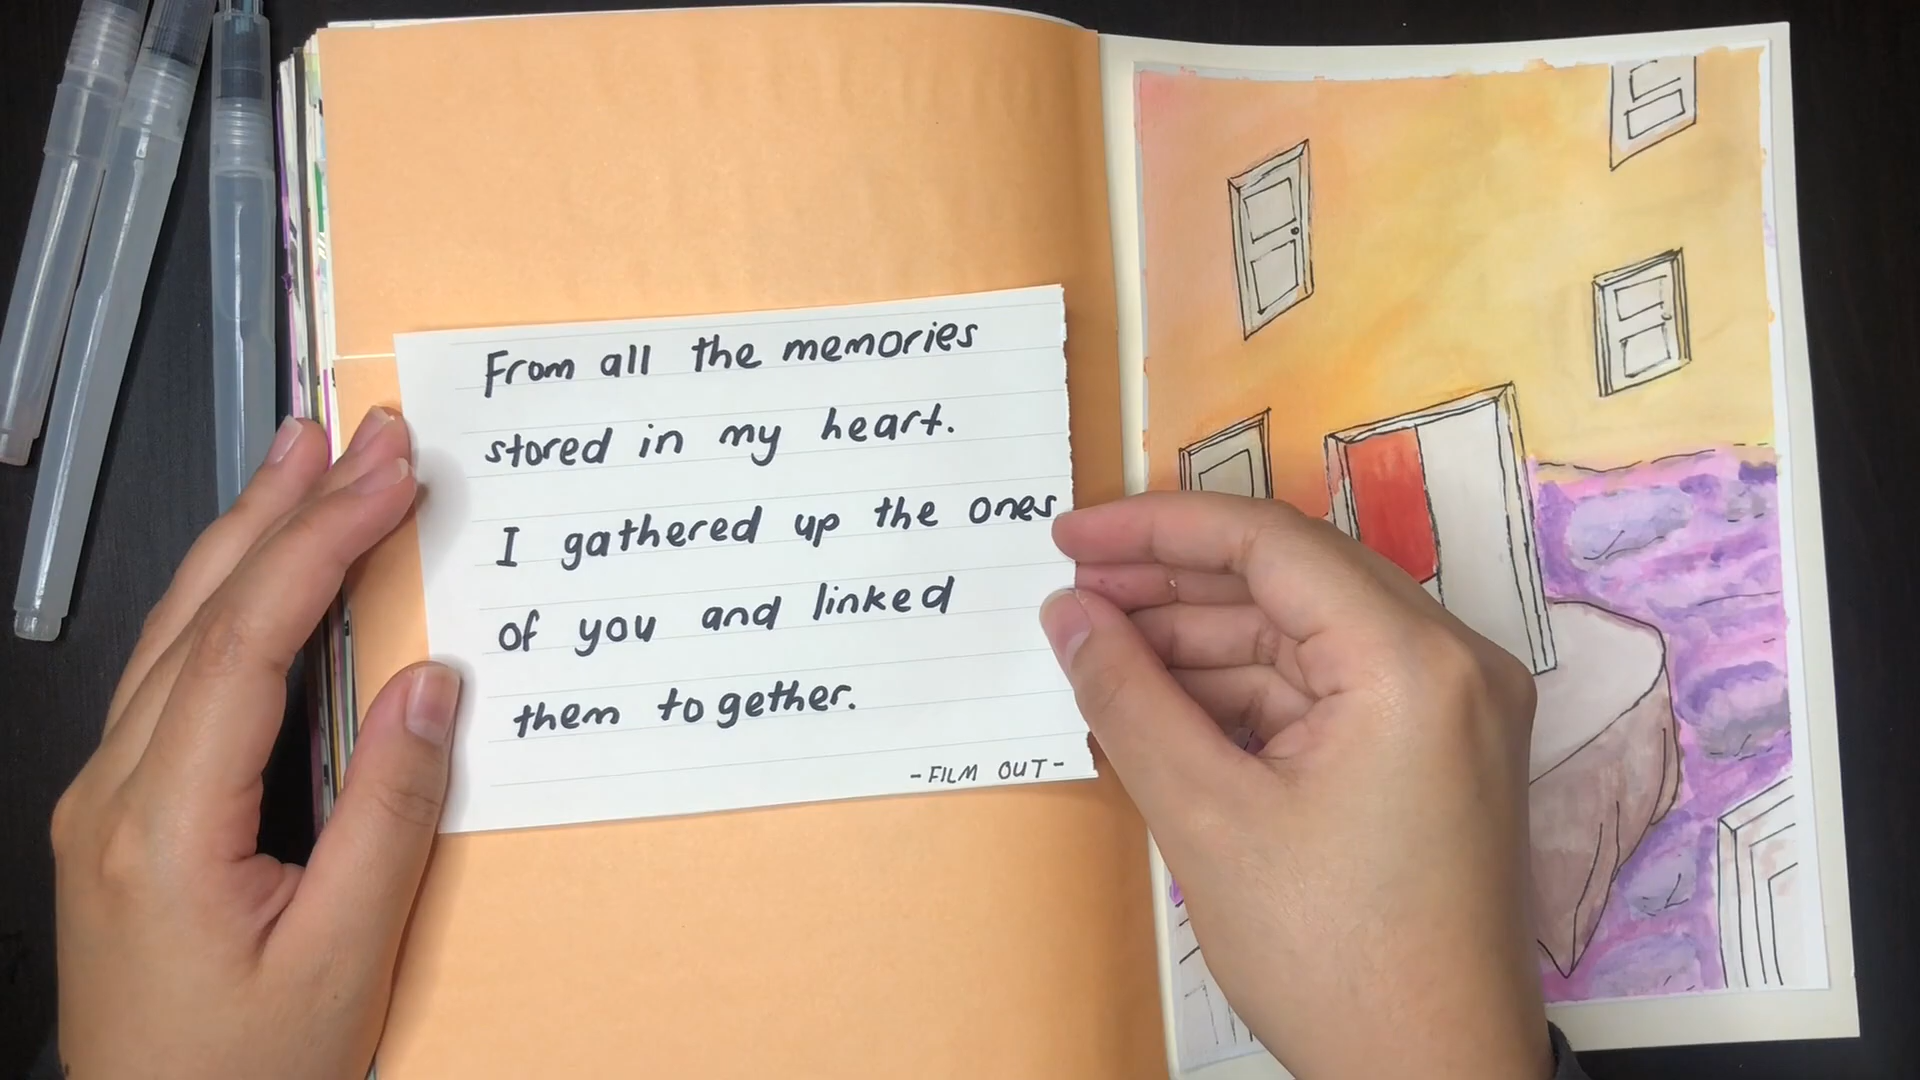 From all the memories
stored in my heart.
I gathered up the ones
of you and linked
them together.
- FILM OUT -